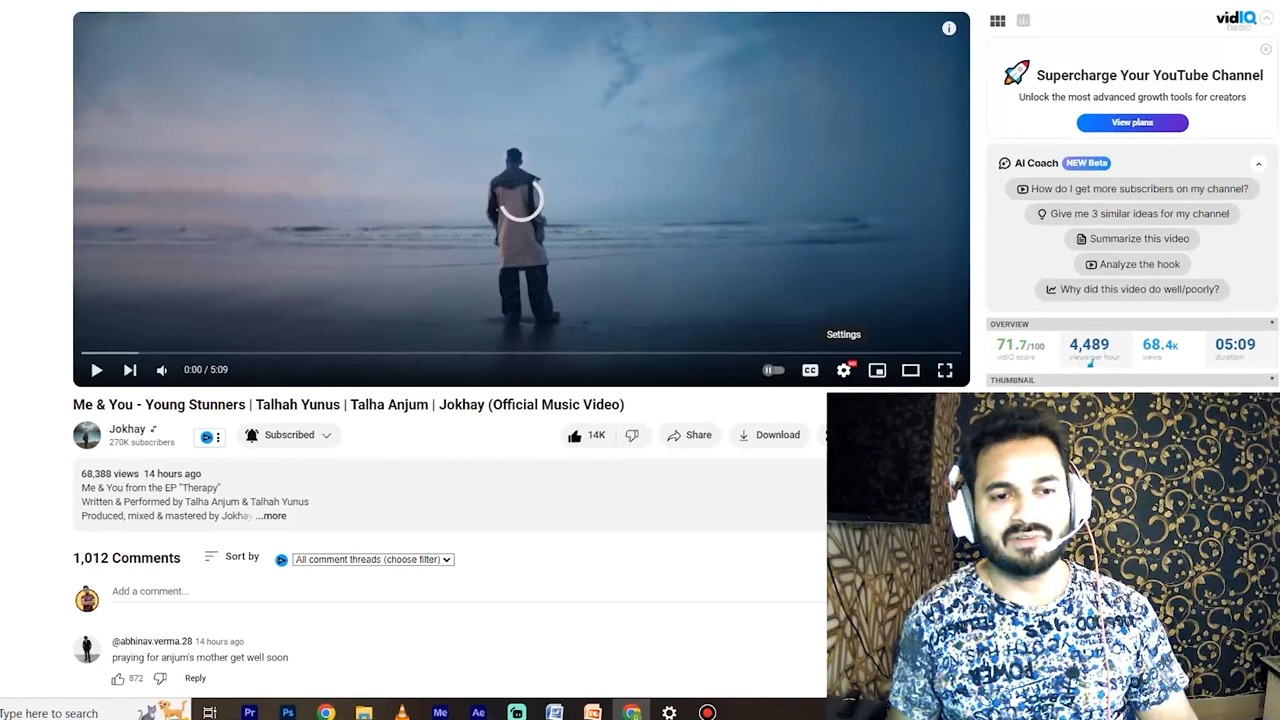 vidIQ
basic
Supercharge Your YouTube Channel
Unlock the most advanced growth tools for creators
View plans
AI Coach NEW Beta
How do I get more subscribers on my channel?
Give me 3 similar ideas for my channel
Summarize this video
Analyze the hook
Why did this video do well/poorly?
OVERVIEW
71.7/100 4,489 68.4K 05:09
vidIQ score views per hour views duration
THUMBNAIL
Settings
0:00 / 5:09
CC
HD
Me & You - Young Stunners | Talhah Yunus | Talha Anjum | Jokhay (Official Music Video)
Jokhay
270K subscribers
Subscribed
14K
Share
Download
68,388 views 14 hours ago
Me & You from the EP "Therapy"
Written & Performed by Talha Anjum & Talhah Yunus
Produced, mixed & mastered by Jokhay ...more
1,012 Comments
Sort by
All comment threads (choose filter)
Add a comment...
@abhinav.verma.28 14 hours ago
praying for anjum's mother get well soon
872
Reply
Type here to search
Pr
Ps
Me
Ae